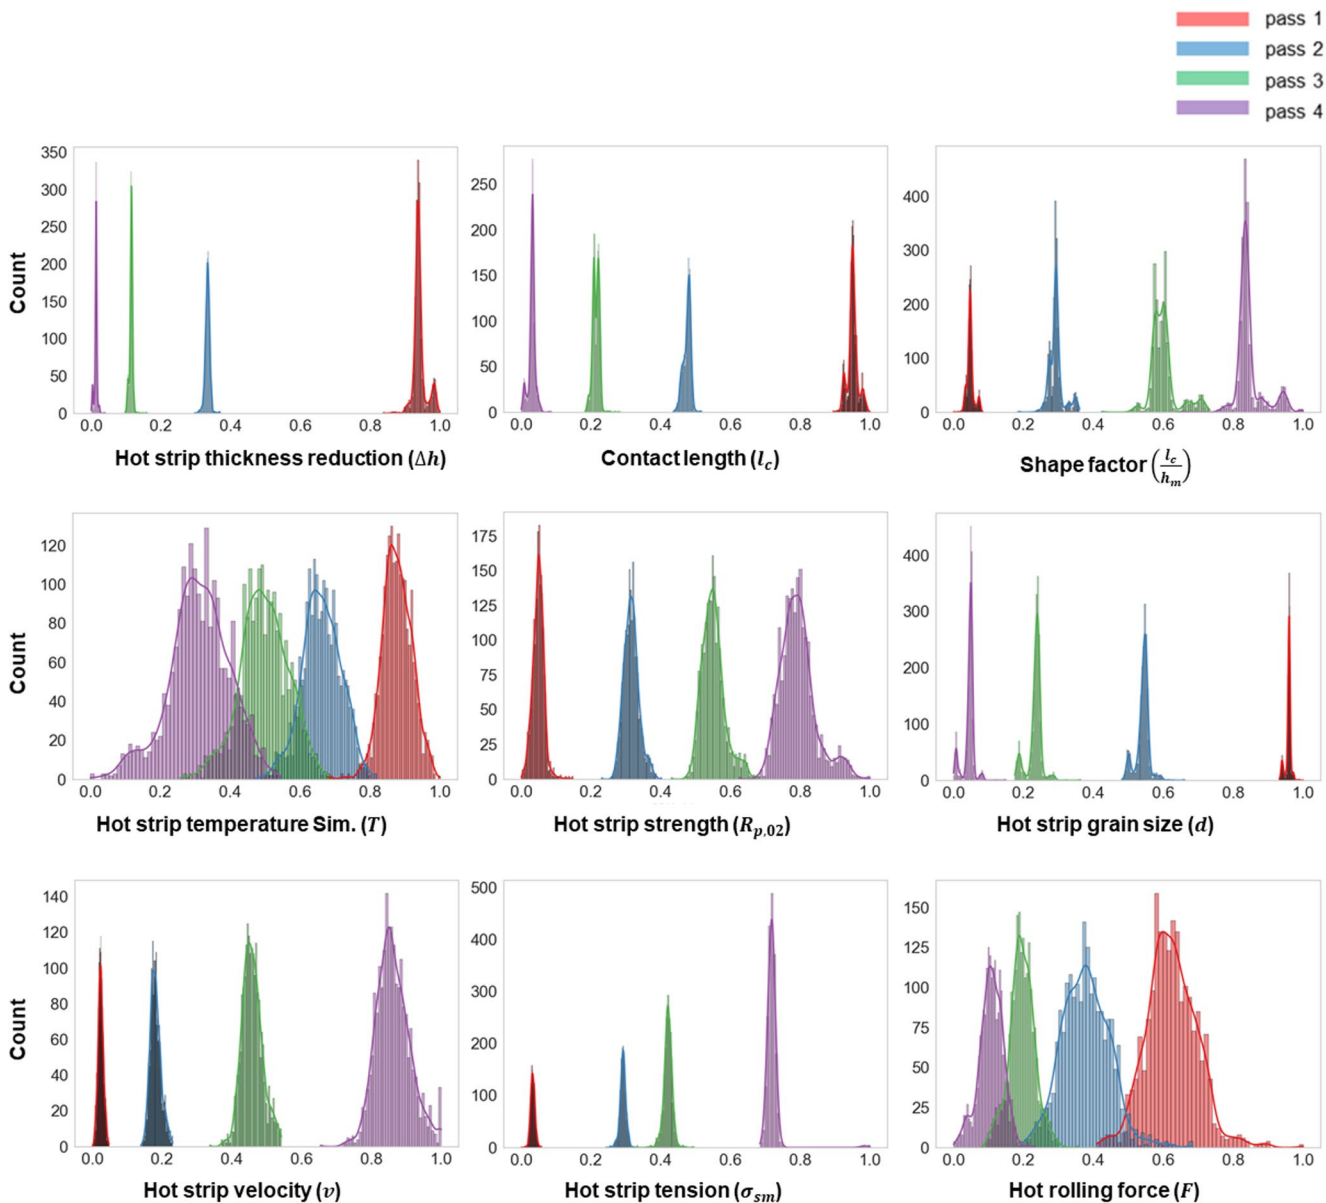 pass 1
pass 2
pass 3
pass 4
Count
350
300
250
200
150
100
50
0
0.0 0.2 0.4 0.6 0.8 1.0
Hot strip thickness reduction (Δh)
250
200
150
100
50
0
0.0 0.2 0.4 0.6 0.8 1.0
Contact length (l_c)
400
300
200
100
0
0.0 0.2 0.4 0.6 0.8 1.0
Shape factor (l_c/h_m)
Count
120
100
80
60
40
20
0
0.0 0.2 0.4 0.6 0.8 1.0
Hot strip temperature Sim. (T)
175
150
125
100
75
50
25
0
0.0 0.2 0.4 0.6 0.8 1.0
Hot strip strength (R_p,02)
400
300
200
100
0
0.0 0.2 0.4 0.6 0.8 1.0
Hot strip grain size (d)
Count
140
120
100
80
60
40
20
0
0.0 0.2 0.4 0.6 0.8 1.0
Hot strip velocity (v)
500
400
300
200
100
0
0.0 0.2 0.4 0.6 0.8 1.0
Hot strip tension (σ_sm)
150
125
100
75
50
25
0
0.0 0.2 0.4 0.6 0.8 1.0
Hot rolling force (F)